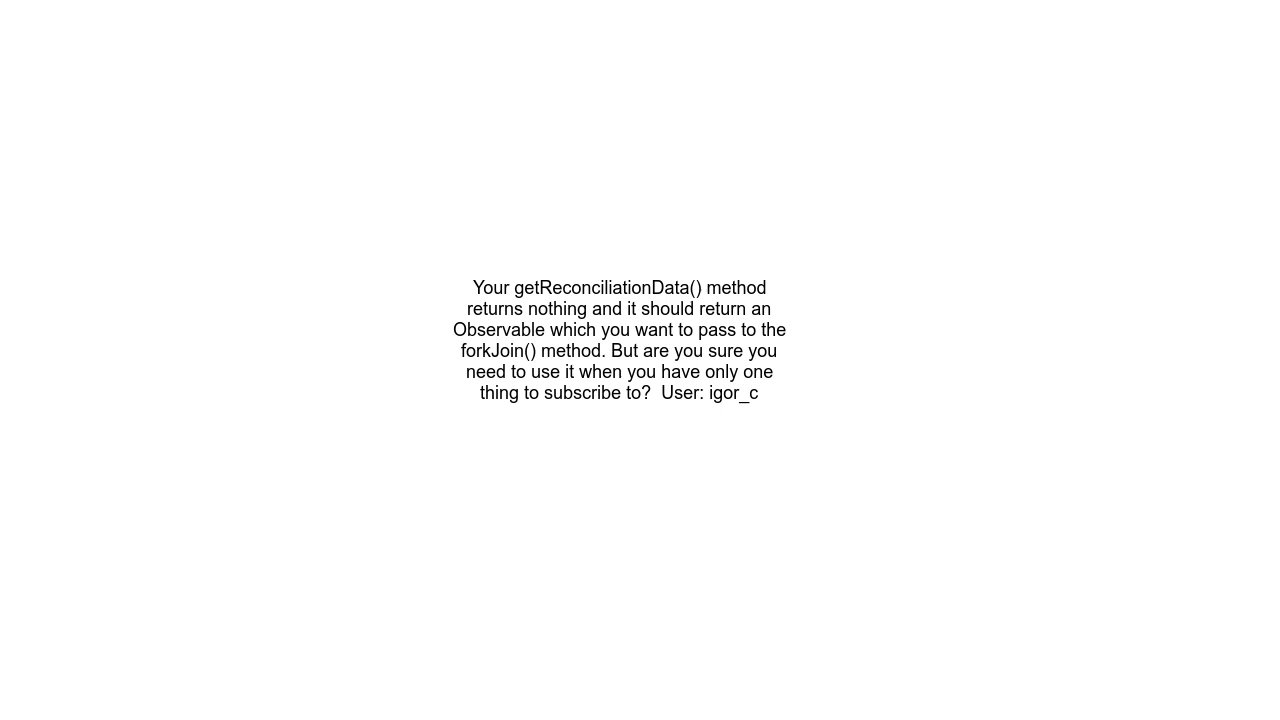 Your getReconciliationData() method
returns nothing and it should return an
Observable which you want to pass to the
forkJoin() method. But are you sure you
need to use it when you have only one
thing to subscribe to?  User: igor_c